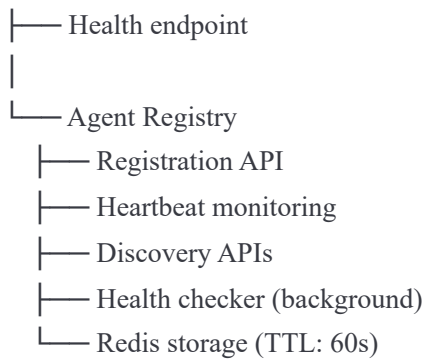 ├── Health endpoint
│
└── Agent Registry
├── Registration API
├── Heartbeat monitoring
├── Discovery APIs
├── Health checker (background)
└── Redis storage (TTL: 60s)